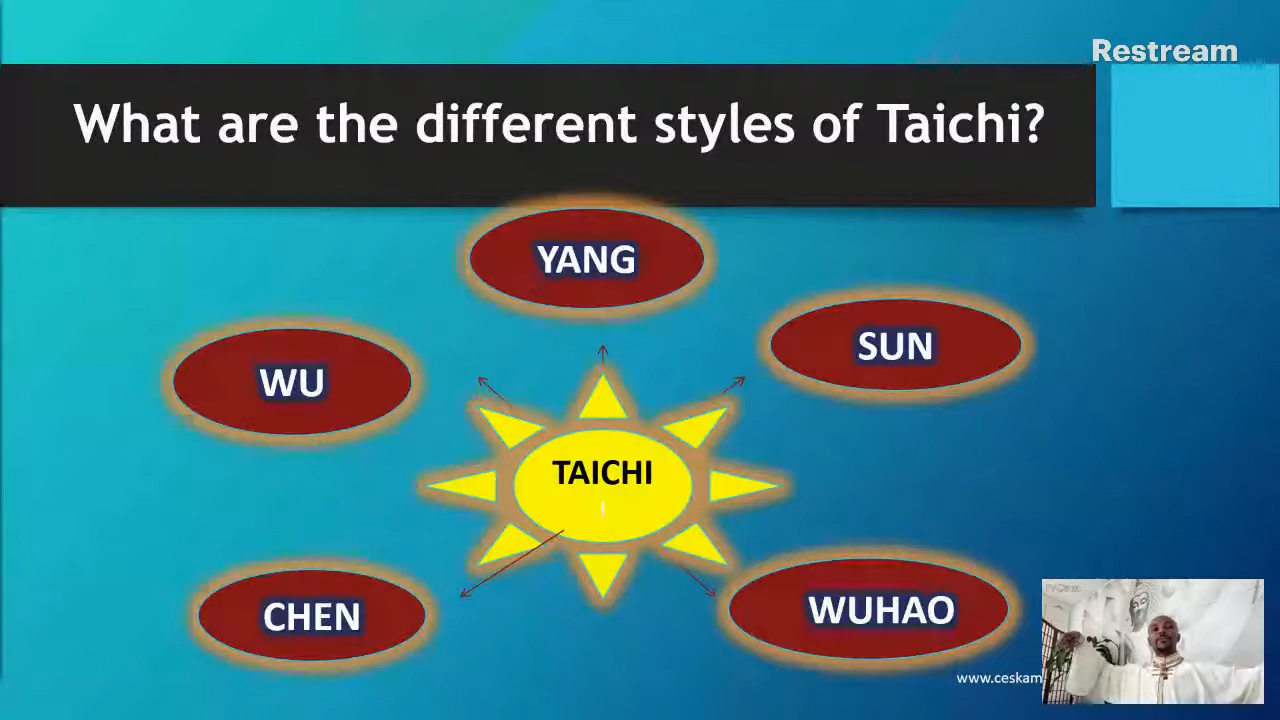 Restream
What are the different styles of Taichi?
YANG
SUN
WU
TAICHI
CHEN
WUHAO
www.ceskam